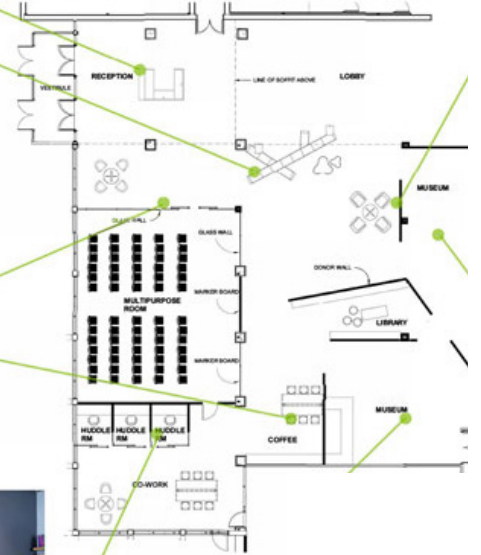 RECEPTION
LINE OF SOFFIT ABOVE
LOBBY
VESTIBULE
MUSEUM
GLASS WALL
GLASS WALL
DONOR WALL
MULTIPURPOSE
ROOM
MARKER BOARD
LIBRARY
MARKER BOARD
MUSEUM
HUDDLE
RM
HUDDLE
RM
HUDDLE
RM
COFFEE
CO-WORK